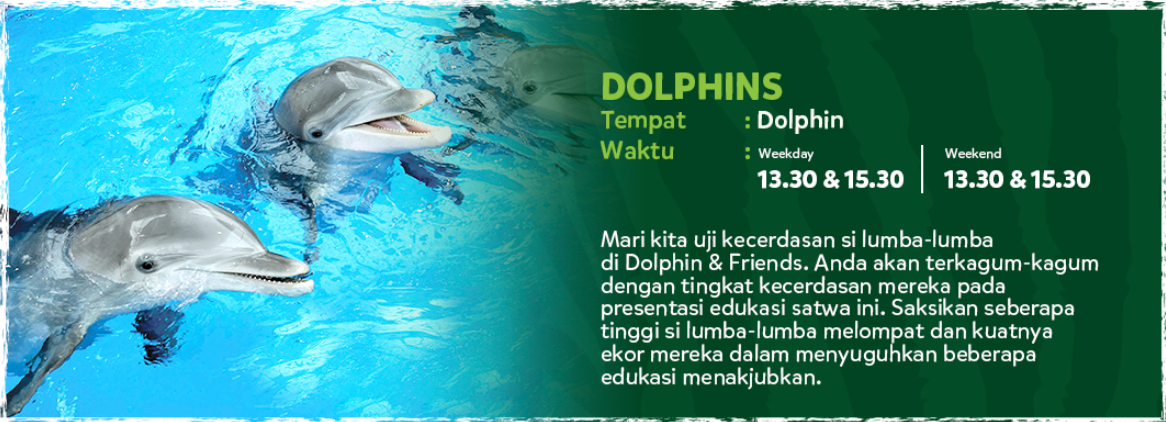 DOLPHINS
Tempat : Dolphin
Waktu : Weekday Weekend
13.30 & 15.30 13.30 & 15.30
Mari kita uji kecerdasan si lumba-lumba
di Dolphin & Friends. Anda akan terkagum-kagum
dengan tingkat kecerdasan mereka pada
presentasi edukasi satwa ini. Saksikan seberapa
tinggi si lumba-lumba melompat dan kuatnya
ekor mereka dalam menyuguhkan beberapa
edukasi menakjubkan.